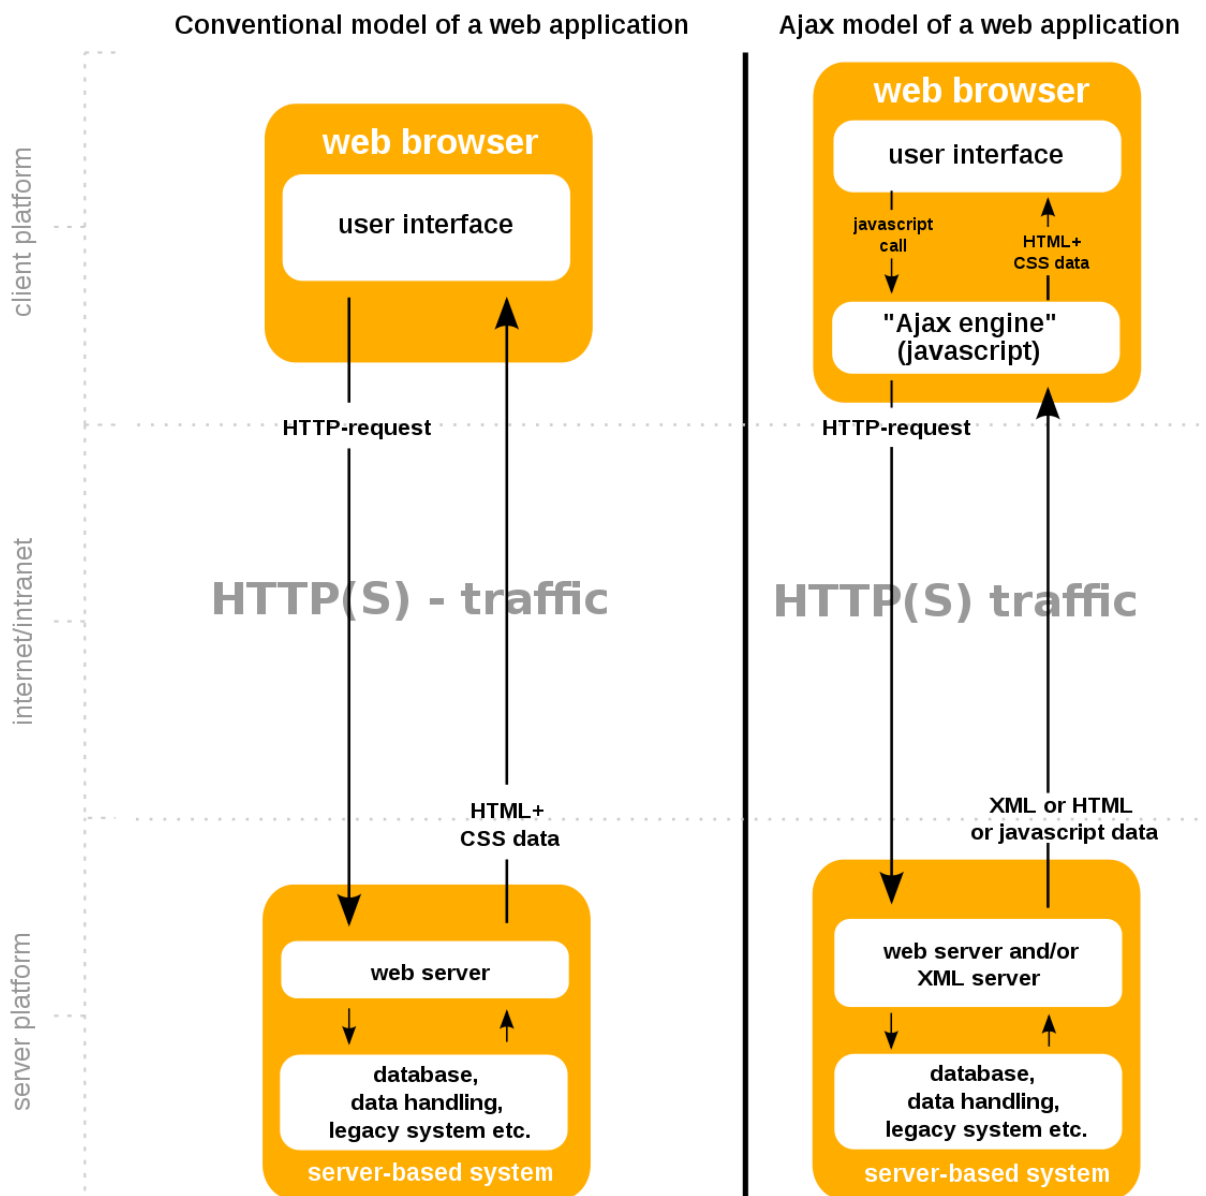 Conventional model of a web application
web browser
user interface
HTTP-request
HTTP(S) - traffic
HTML+
CSS data
web server
database,
data handling,
legacy system etc.
server-based system
Ajax model of a web application
web browser
user interface
javascript
call
HTML+
CSS data
"Ajax engine"
(javascript)
HTTP-request
HTTP(S) traffic
XML or HTML
or javascript data
web server and/or
XML server
database,
data handling,
legacy system etc.
server-based system
client platform
internet/intranet
server platform